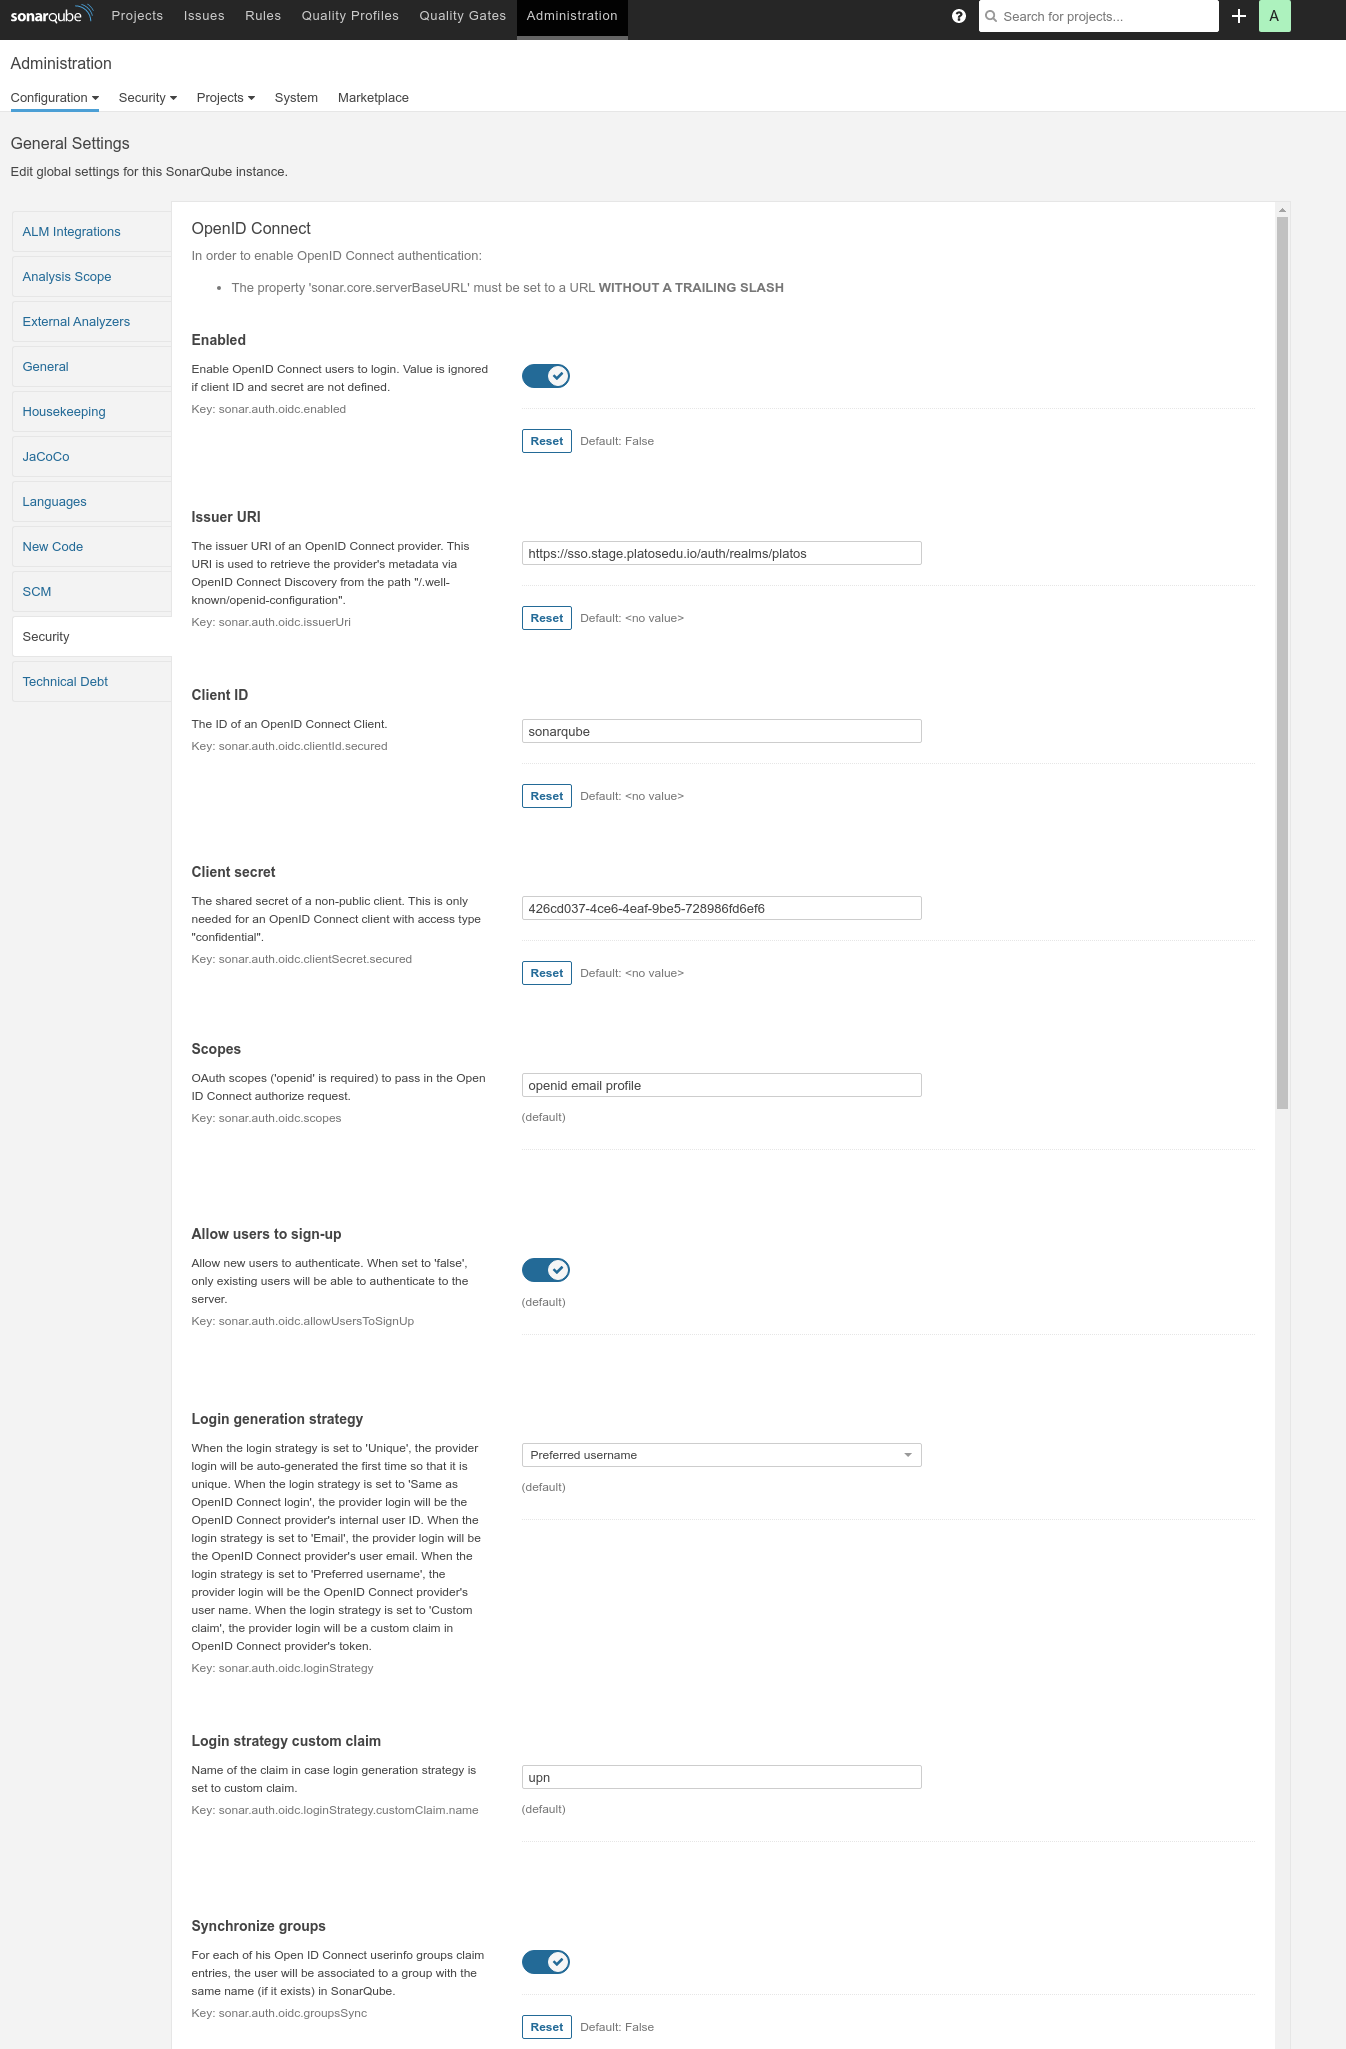 sonarqube Projects Issues Rules Quality Profiles Quality Gates Administration ? Search for projects... A
Administration
Configuration Security Projects System Marketplace
General Settings
Edit global settings for this SonarQube instance.
ALM Integrations
Analysis Scope
External Analyzers
General
Housekeeping
JaCoCo
Languages
New Code
SCM
Security
Technical Debt
OpenID Connect
In order to enable OpenID Connect authentication:
• The property 'sonar.core.serverBaseURL' must be set to a URL WITHOUT A TRAILING SLASH
Enabled
Enable OpenID Connect users to login. Value is ignored
if client ID and secret are not defined.
Key: sonar.auth.oidc.enabled
Reset Default: False
Issuer URI
The issuer URI of an OpenID Connect provider. This
URI is used to retrieve the provider's metadata via
OpenID Connect Discovery from the path "/.well-
known/openid-configuration".
Key: sonar.auth.oidc.issuerUri
https://sso.stage.platosedu.io/auth/realms/platos
Reset Default: <no value>
Client ID
The ID of an OpenID Connect Client.
Key: sonar.auth.oidc.clientId.secured
sonarqube
Reset Default: <no value>
Client secret
The shared secret of a non-public client. This is only
needed for an OpenID Connect client with access type
"confidential".
Key: sonar.auth.oidc.clientSecret.secured
426cd037-4ce6-4eaf-9be5-728986fd6ef6
Reset Default: <no value>
Scopes
OAuth scopes ('openid' is required) to pass in the Open
ID Connect authorize request.
Key: sonar.auth.oidc.scopes
openid email profile
(default)
Allow users to sign-up
Allow new users to authenticate. When set to 'false',
only existing users will be able to authenticate to the
server.
Key: sonar.auth.oidc.allowUsersToSignUp
(default)
Login generation strategy
When the login strategy is set to 'Unique', the provider
login will be auto-generated the first time so that it is
unique. When the login strategy is set to 'Same as
OpenID Connect login', the provider login will be the
OpenID Connect provider's internal user ID. When the
login strategy is set to 'Email', the provider login will be
the OpenID Connect provider's user email. When the
login strategy is set to 'Preferred username', the
provider login will be the OpenID Connect provider's
user name. When the login strategy is set to 'Custom
claim', the provider login will be a custom claim in
OpenID Connect provider's token.
Key: sonar.auth.oidc.loginStrategy
Preferred username
(default)
Login strategy custom claim
Name of the claim in case login generation strategy is
set to custom claim.
Key: sonar.auth.oidc.loginStrategy.customClaim.name
upn
(default)
Synchronize groups
For each of his Open ID Connect userinfo groups claim
entries, the user will be associated to a group with the
same name (if it exists) in SonarQube.
Key: sonar.auth.oidc.groupsSync
Reset Default: False